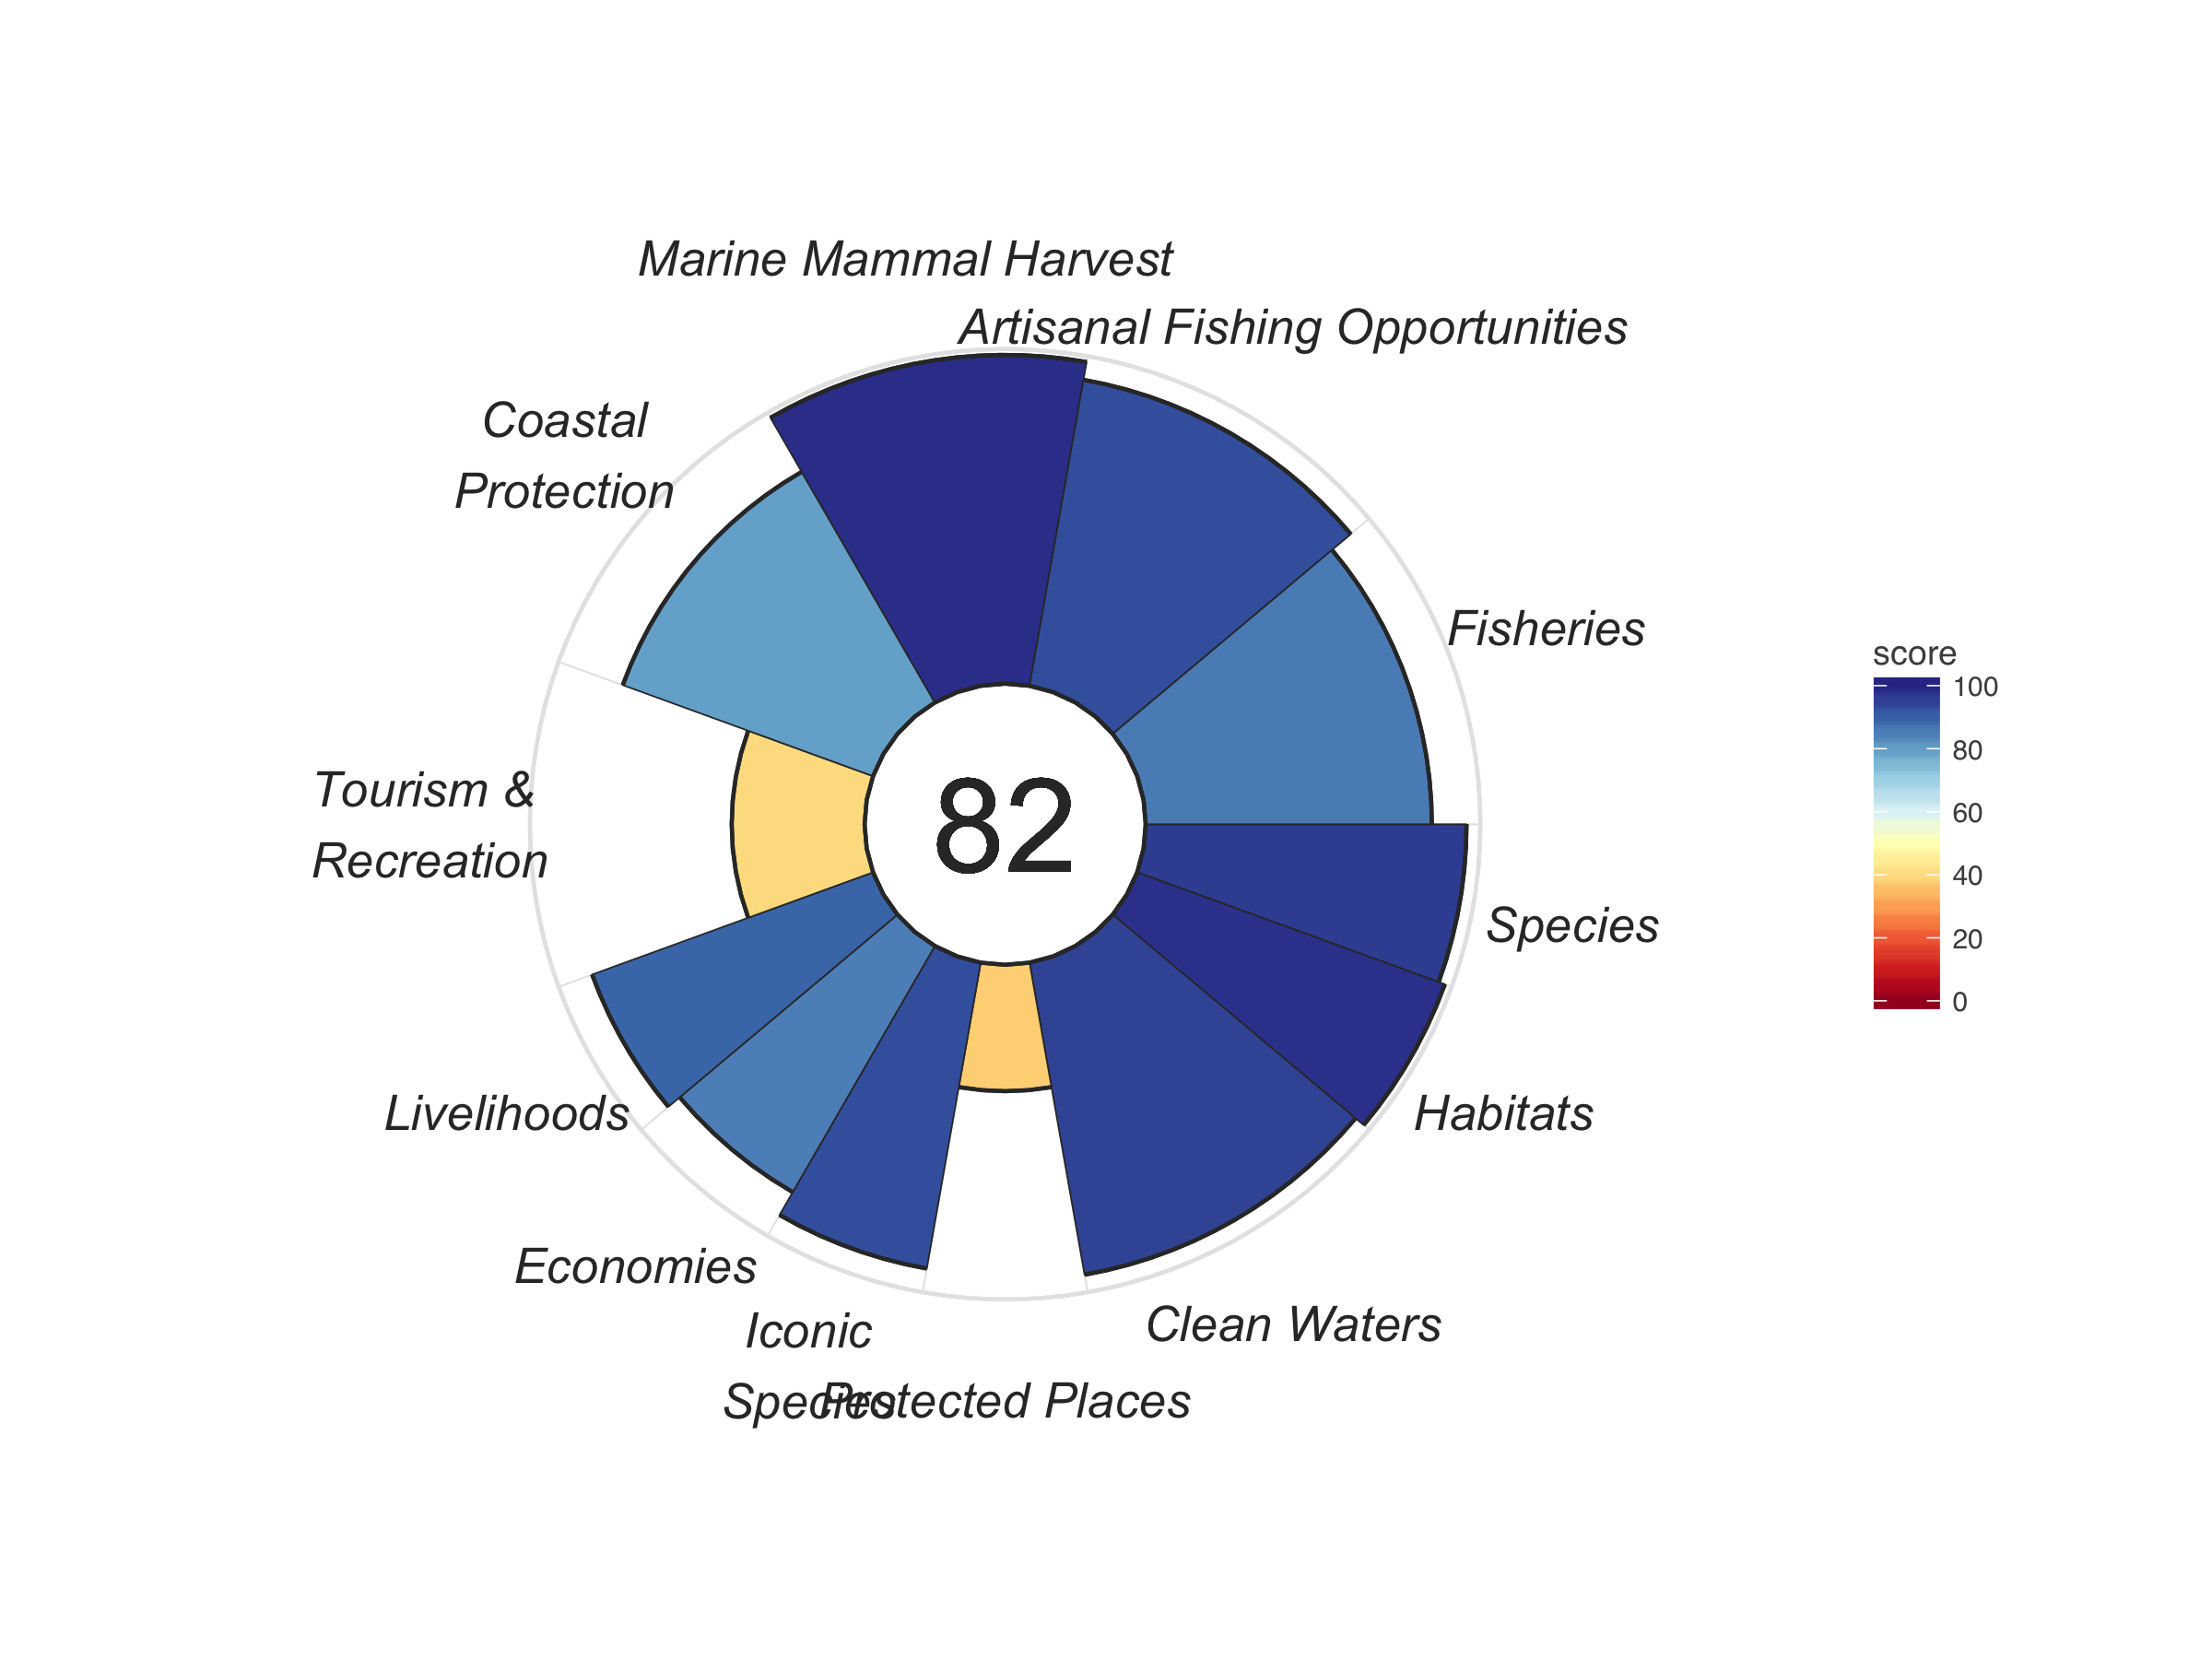 Marine Mammal Harvest
Artisanal Fishing Opportunities
Coastal
Protection
Fisheries
score
100
80
60
40
20
0
Tourism &
Recreation
82
Species
Livelihoods
Habitats
Economies
Iconic
Species
Clean Waters
Protected Places